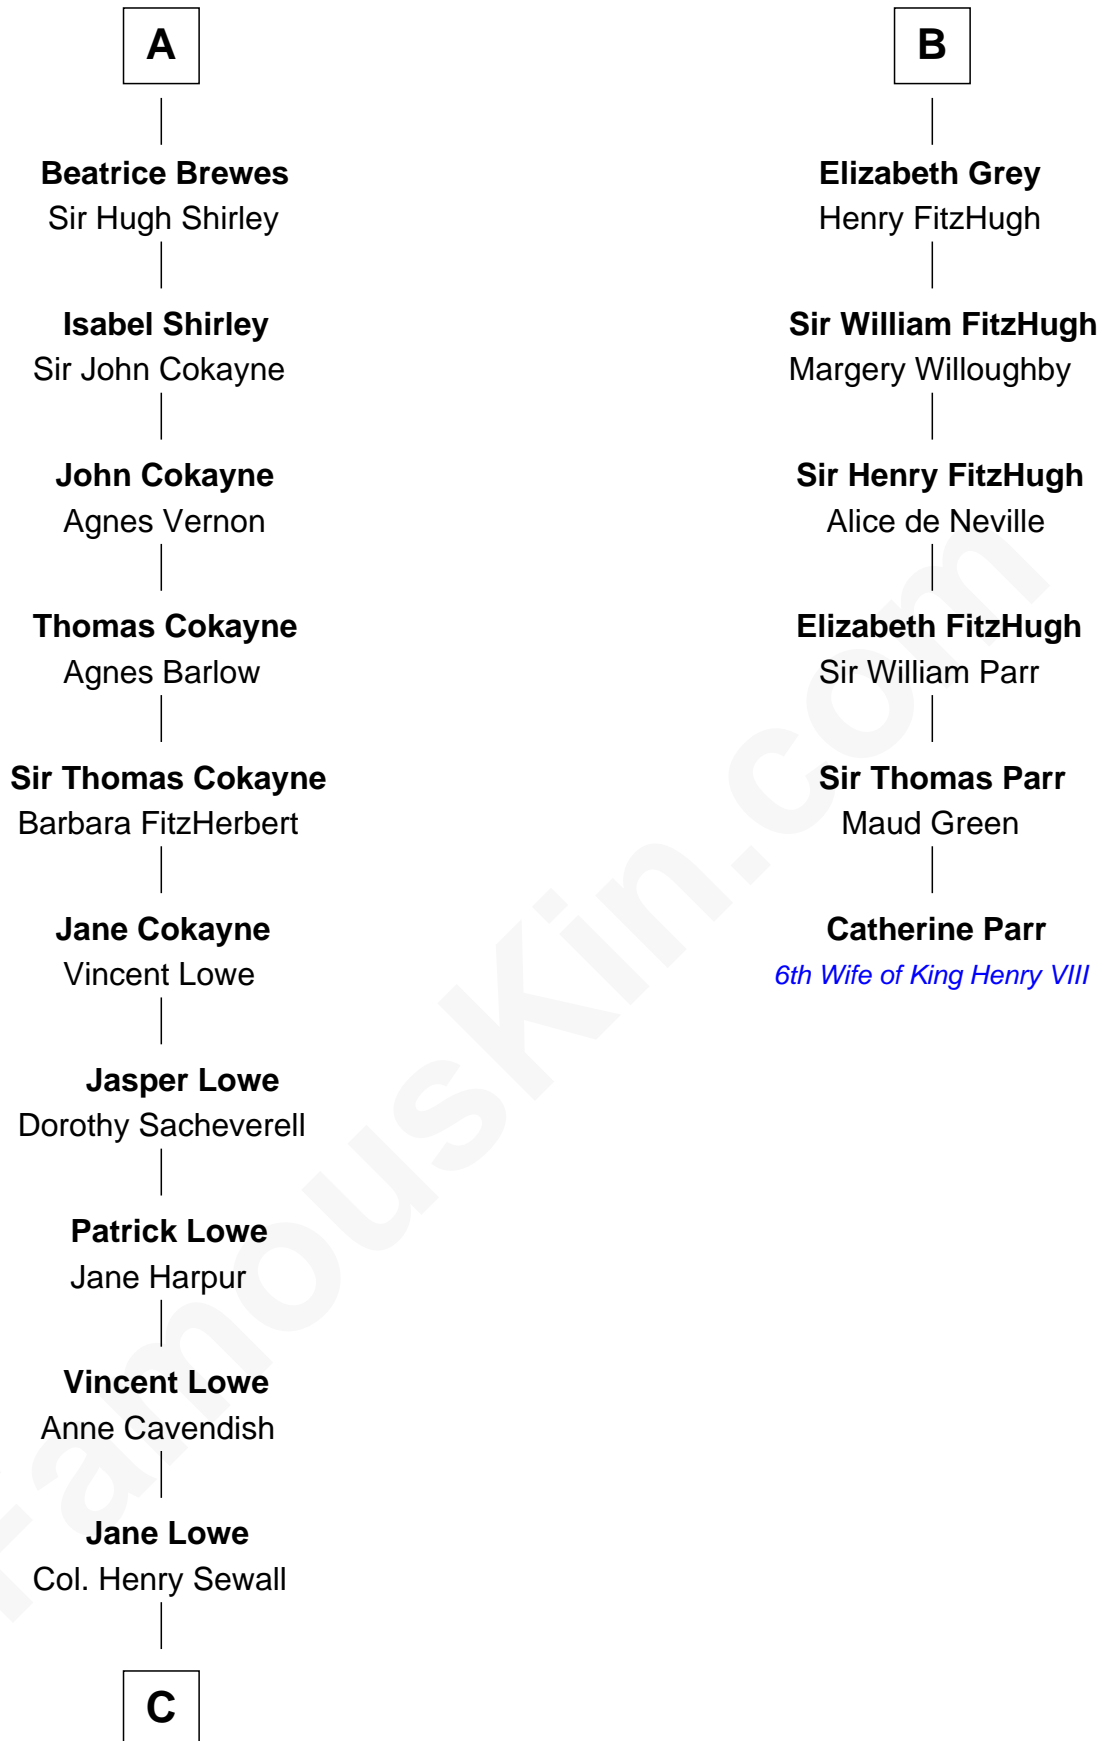 A
Beatrice Brewes
Sir Hugh Shirley
Isabel Shirley
Sir John Cokayne
John Cokayne
Agnes Vernon
Thomas Cokayne
Agnes Barlow
Sir Thomas Cokayne
Barbara FitzHerbert
Jane Cokayne
Vincent Lowe
Jasper Lowe
Dorothy Sacheverell
Patrick Lowe
Jane Harpur
Vincent Lowe
Anne Cavendish
Jane Lowe
Col. Henry Sewall
C
B
Elizabeth Grey
Henry FitzHugh
Sir William FitzHugh
Margery Willoughby
Sir Henry FitzHugh
Alice de Neville
Elizabeth FitzHugh
Sir William Parr
Sir Thomas Parr
Maud Green
Catherine Parr
6th Wife of King Henry VIII
FamousKin.com